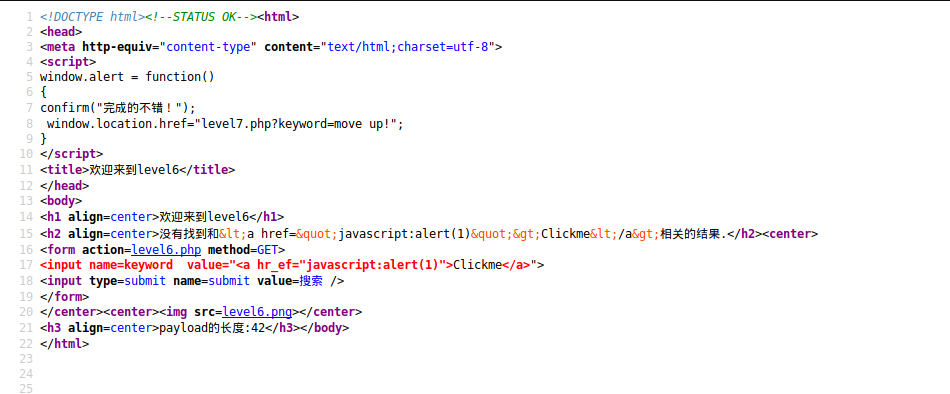 1 <!DOCTYPE html><!--STATUS OK--><html>
2 <head>
3 <meta http-equiv="content-type" content="text/html;charset=utf-8">
4 <script>
5 window.alert = function()
6 {
7 confirm("完成的不错！");
8  window.location.href="level7.php?keyword=move up!";
9 }
10 </script>
11 <title>欢迎来到level6</title>
12 </head>
13 <body>
14 <h1 align=center>欢迎来到level6</h1>
15 <h2 align=center>没有找到和&lt;a href=&quot;javascript:alert(1)&quot;&gt;Clickme&lt;/a&gt;相关的结果.</h2><center>
16 <form action=level6.php method=GET>
17 <input name=keyword  value="<a hr_ef="javascript:alert(1)">Clickme</a>">
18 <input type=submit name=submit value=搜索 />
19 </form>
20 </center><center><img src=level6.png></center>
21 <h3 align=center>payload的长度:42</h3></body>
22 </html>
23
24
25